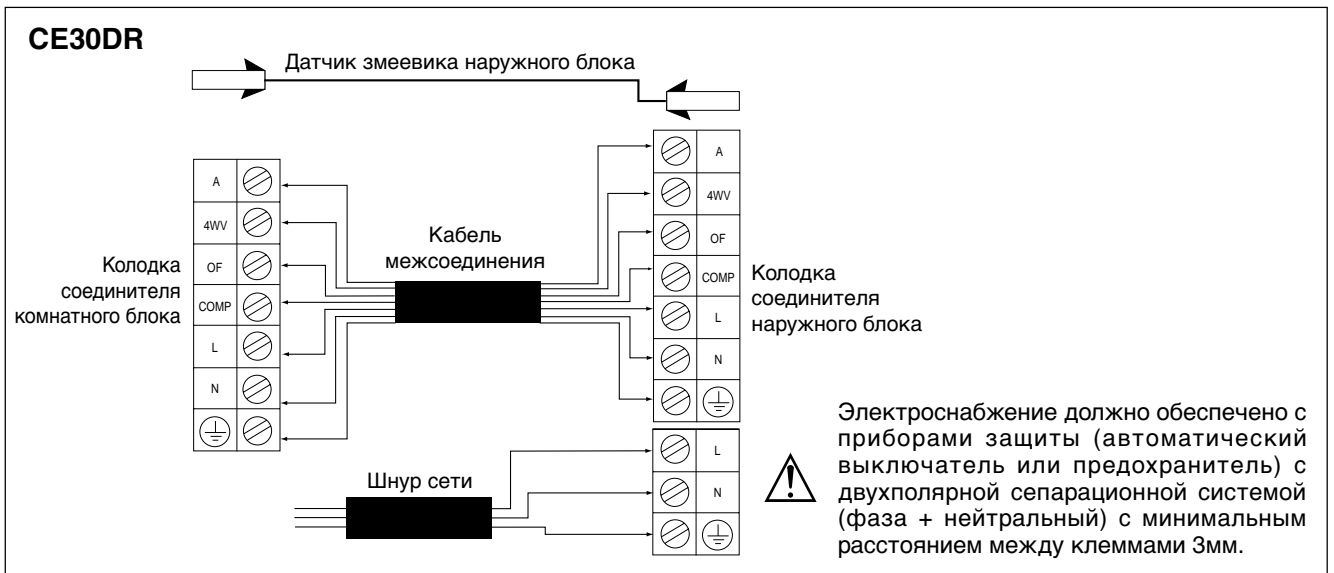 CE30DR
Датчик змеевика наружного блока
A
4WV
OF
COMP
L
N
Колодка
соединителя
комнатного блока
Кабель
межсоединения
A
4WV
OF
COMP
L
N
Колодка
соединителя
наружного блока
Шнур сети
L
N
Электроснабжение должно обеспечено с
приборами защиты (автоматический
выключатель или предохранитель) с
двухполярной сепарационной системой
(фаза + нейтральный) с минимальным
расстоянием между клеммами 3мм.